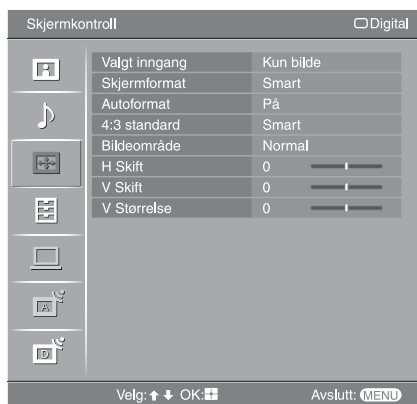 Skjermkontroll Digital
Valgt inngang Kun bilde
Skjermformat Smart
Autoformat På
4:3 standard Smart
Bildeområde Normal
H Skift 0
V Skift 0
V Størrelse 0
A
D
Velg: OK: Avslutt: MENU